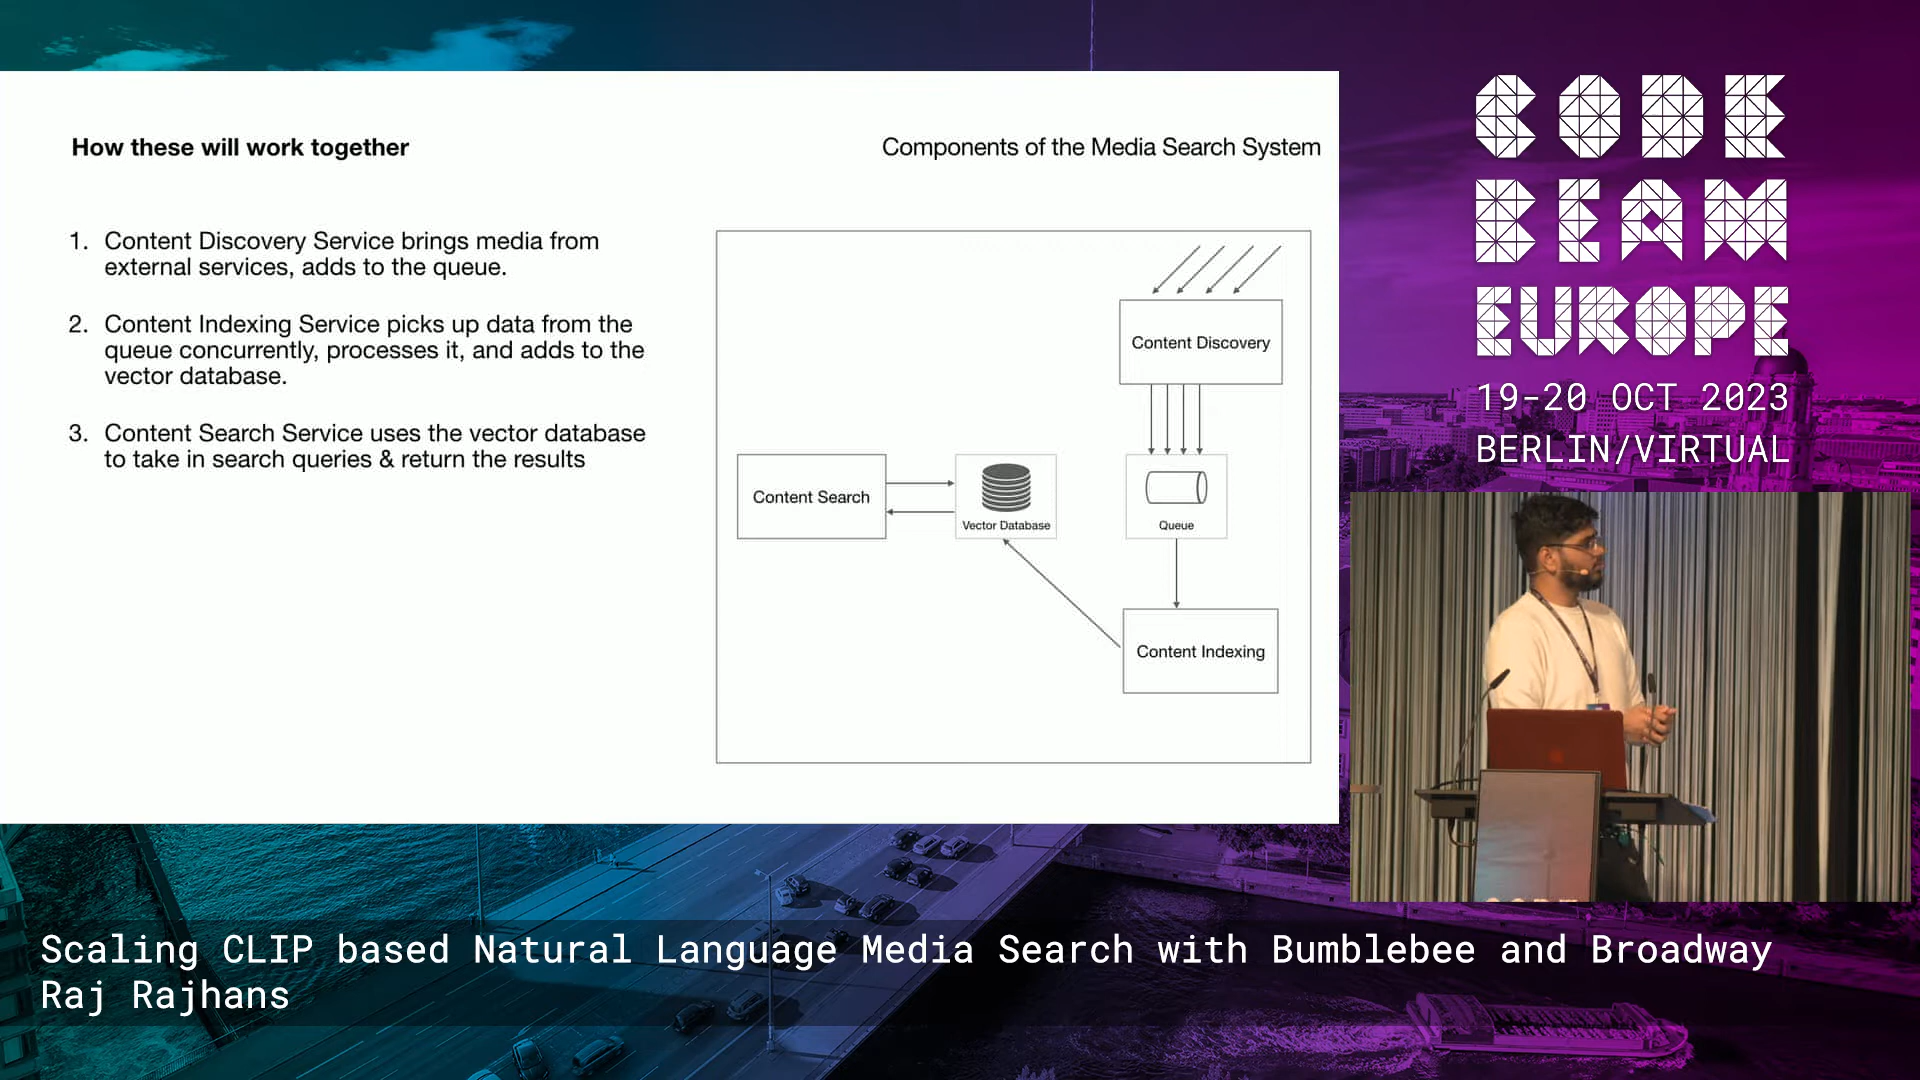 How these will work together
Components of the Media Search System
1. Content Discovery Service brings media from
external services, adds to the queue.
2. Content Indexing Service picks up data from the
queue concurrently, processes it, and adds to the
vector database.
3. Content Search Service uses the vector database
to take in search queries & return the results
Content Discovery
Content Search
Vector Database
Queue
Content Indexing
CODE
BEAM
EUROPE
19-20 OCT 2023
BERLIN/VIRTUAL
Scaling CLIP based Natural Language Media Search with Bumblebee and Broadway
Raj Rajhans